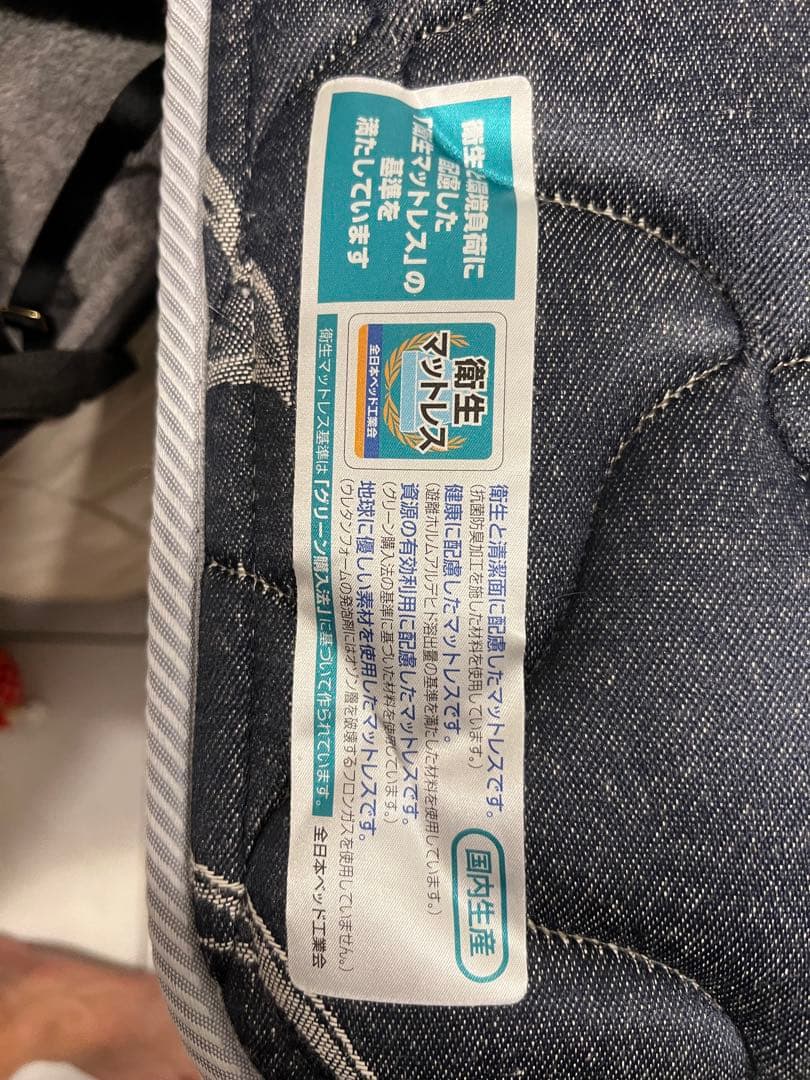 衛生と環境負荷に
配慮した
「衛生マットレス」の
基準を
満たしています
衛生
マットレス
全日本ベッド工業会
衛生と清潔面に配慮したマットレスです。
(抗菌防臭加工を施した材料を使用しています。)
健康に配慮したマットレスです。
(遊離ホルムアルデヒド溶出量の基準を満たした材料を使用しています。)
資源の有効利用に配慮したマットレスです。
(グリーン購入法の基準に基づいた材料を使用しています。)
地球に優しい素材を使用したマットレスです。
(ウレタンフォームの発泡剤にはオゾン層を破壊するフロンガスを使用していません。)
国内生産
衛生マットレス基準は「グリーン購入法」に基づいて作られています。
全日本ベッド工業会